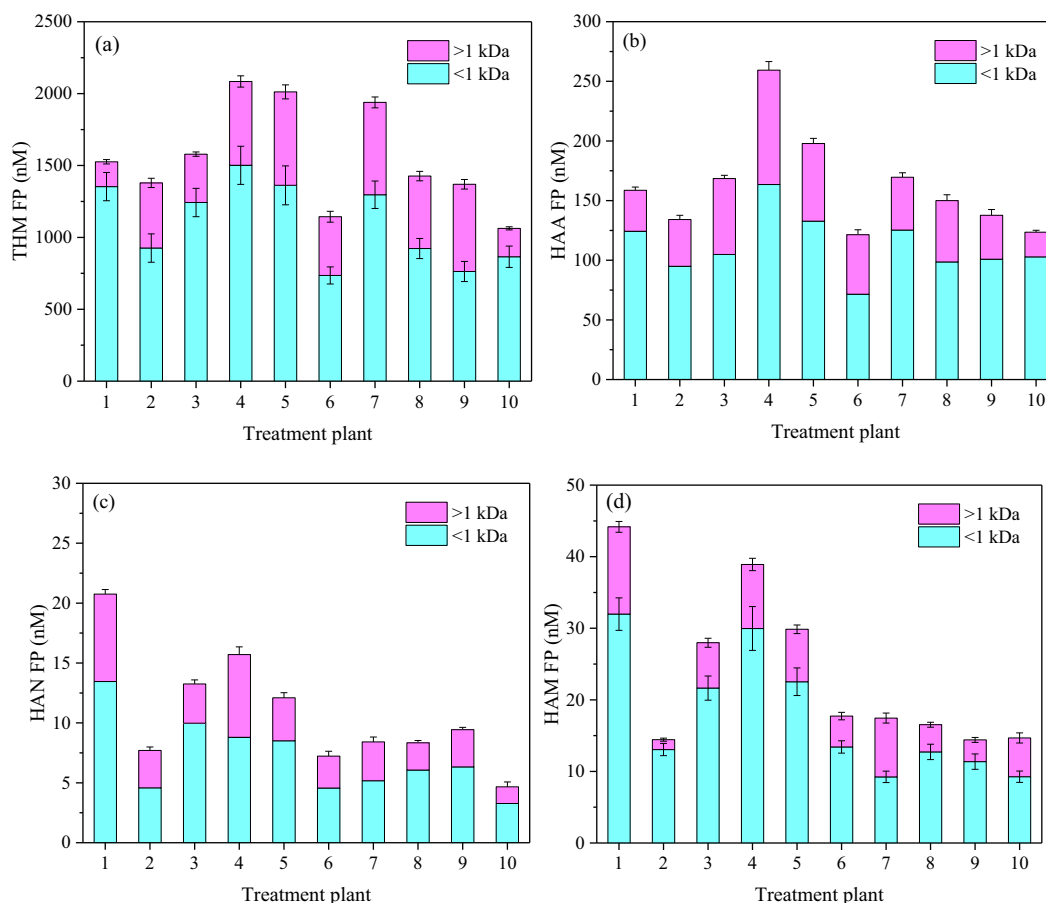 (a)
>1 kDa
<1 kDa
THM FP (nM)
2500
2000
1500
1000
500
0
1 2 3 4 5 6 7 8 9 10
Treatment plant
(b)
>1 kDa
<1 kDa
HAA FP (nM)
300
250
200
150
100
50
0
1 2 3 4 5 6 7 8 9 10
Treatment plant
(c)
>1 kDa
<1 kDa
HAN FP (nM)
30
25
20
15
10
5
0
1 2 3 4 5 6 7 8 9 10
Treatment plant
(d)
>1 kDa
<1 kDa
HAM FP (nM)
50
40
30
20
10
0
1 2 3 4 5 6 7 8 9 10
Treatment plant